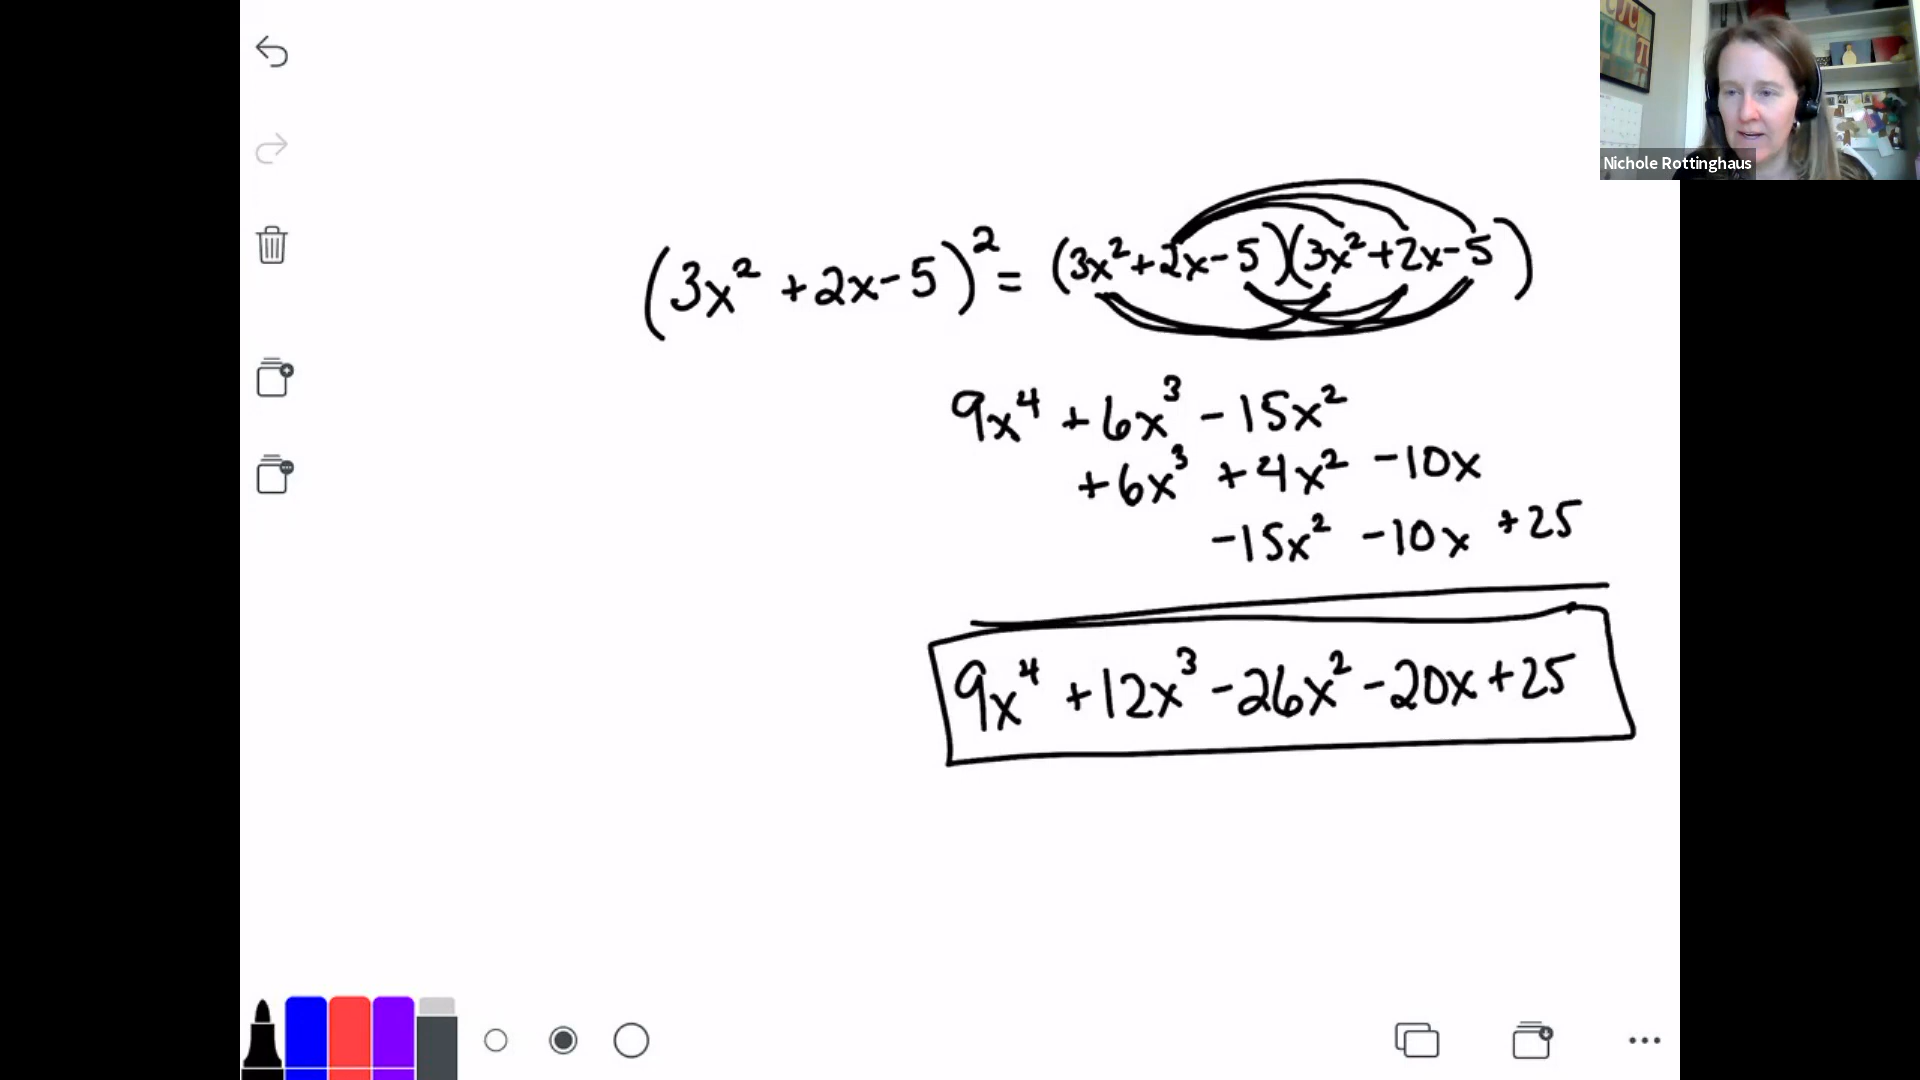 Nichole Rottinghaus
(3x² + 2x - 5)² = (3x² + 2x - 5)(3x² + 2x - 5)
9x⁴ + 6x³ - 15x²
+ 6x³ + 4x² - 10x
- 15x² - 10x + 25
9x⁴ + 12x³ - 26x² - 20x + 25